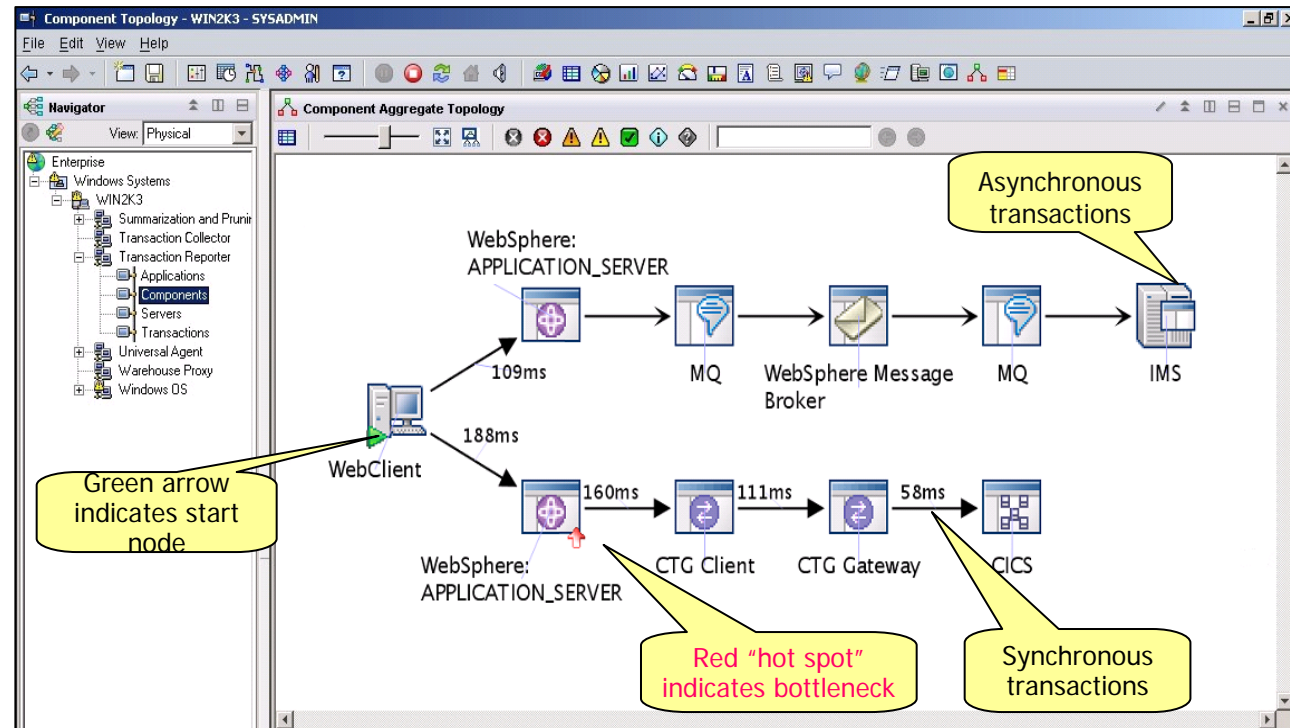 Component Topology - WIN2K3 - SYSADMIN
File Edit View Help
Navigator
View: Physical
Enterprise
Windows Systems
WIN2K3
Summarization and Prunin
Transaction Collector
Transaction Reporter
Applications
Components
Servers
Transactions
Universal Agent
Warehouse Proxy
Windows OS
Component Aggregate Topology
Asynchronous
transactions
WebSphere:
APPLICATION_SERVER
109ms
MQ
WebSphere Message
Broker
MQ
IMS
WebClient
188ms
Green arrow
indicates start
node
160ms
111ms
58ms
WebSphere:
APPLICATION_SERVER
CTG Client
CTG Gateway
CICS
Red “hot spot”
indicates bottleneck
Synchronous
transactions